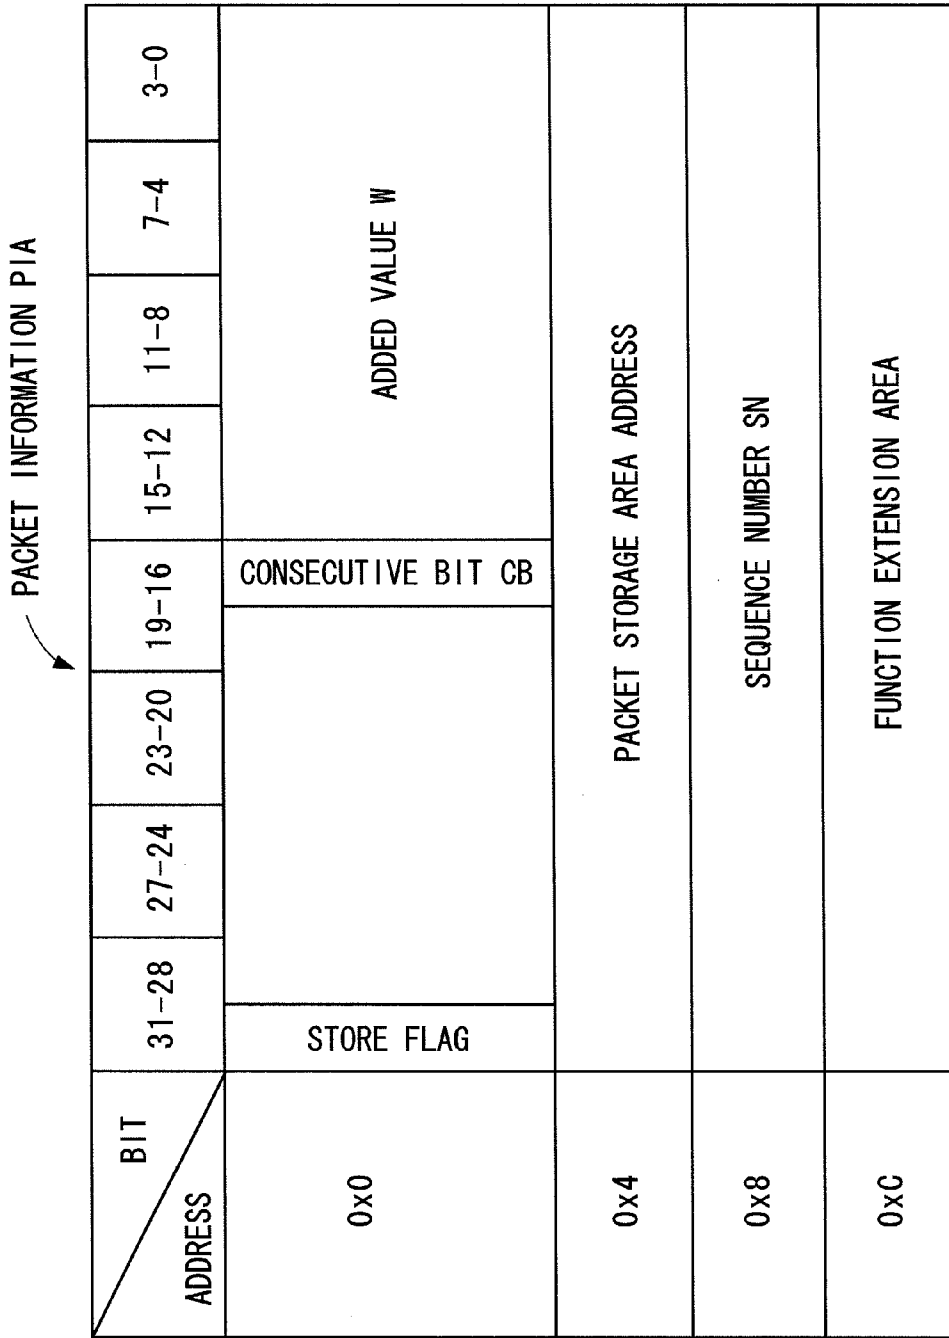 PACKET INFORMATION PIA
BIT
ADDRESS
31-28
27-24
23-20
19-16
15-12
11-8
7-4
3-0
0x0
STORE FLAG
CONSECUTIVE BIT CB
ADDED VALUE W
0x4
PACKET STORAGE AREA ADDRESS
0x8
SEQUENCE NUMBER SN
0xC
FUNCTION EXTENSION AREA